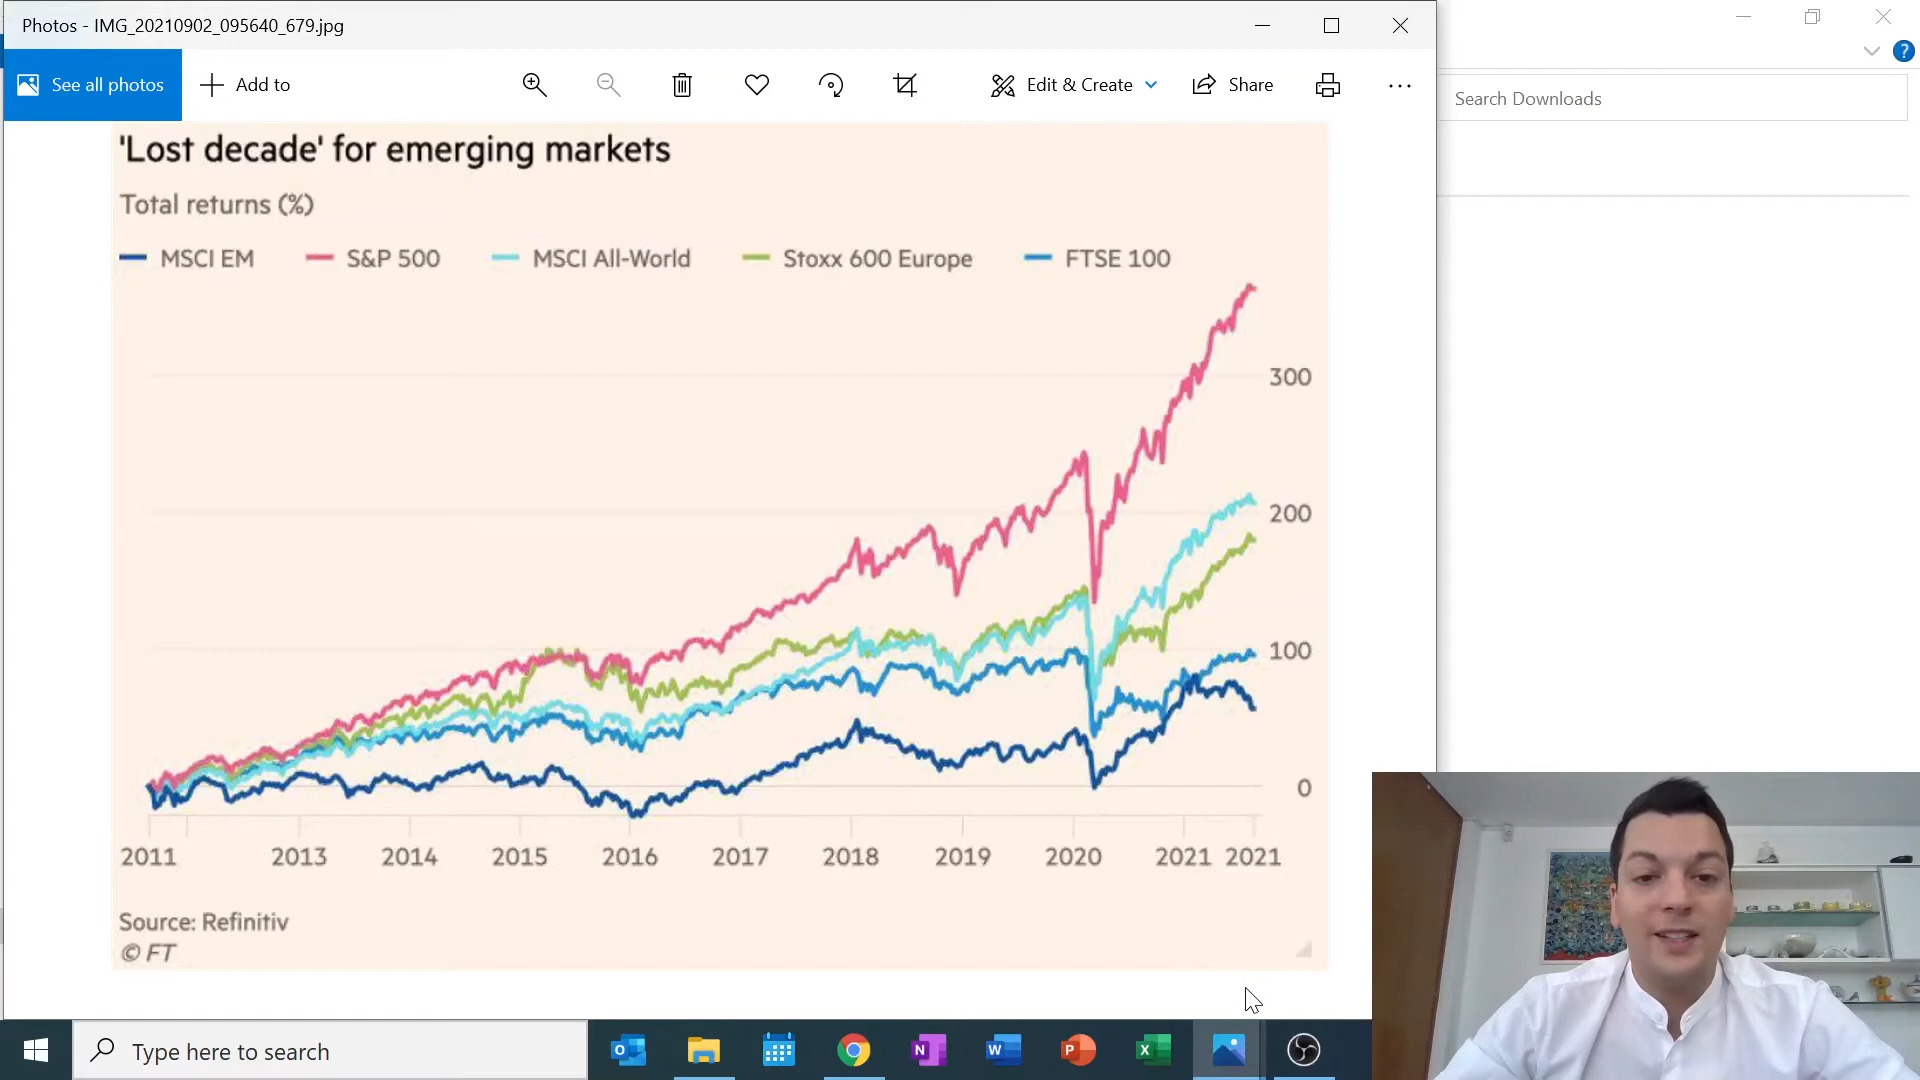 Photos - IMG_20210902_095640_679.jpg
See all photos
Add to
Edit & Create
Share
Search Downloads
?
'Lost decade' for emerging markets
Total returns (%)
MSCI EM S&P 500 MSCI All-World Stoxx 600 Europe FTSE 100
300
200
100
0
2011 2013 2014 2015 2016 2017 2018 2019 2020 2021 2021
Source: Refinitiv
© FT
Type here to search
O N W P X